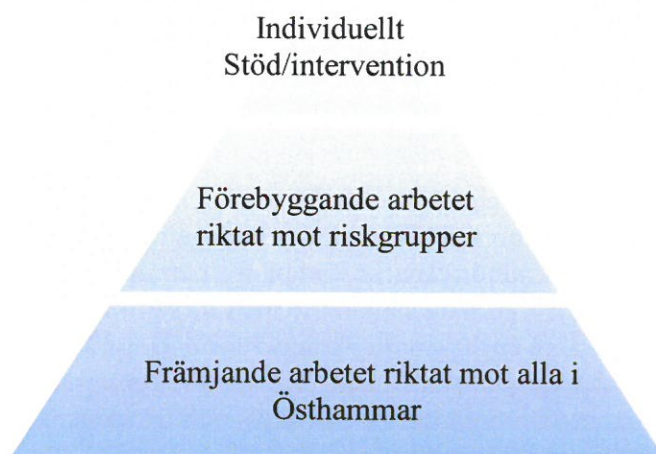 Individuellt
Stöd/intervention
Förebyggande arbetet
riktat mot riskgrupper
Främjande arbetet riktat mot alla i
Östhammar